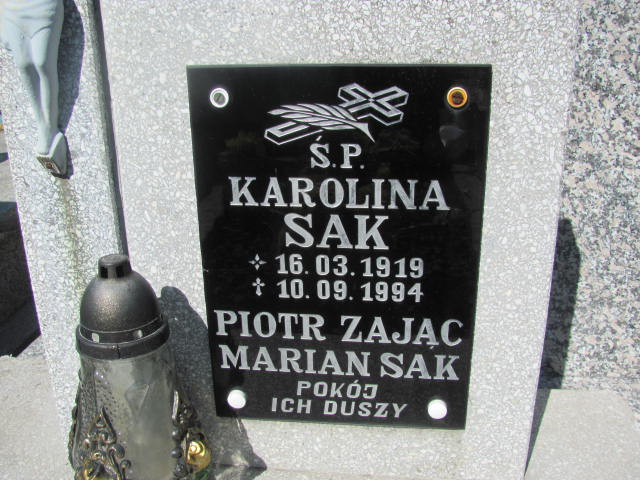 Ś.P.
KAROLINA
SAK
✧ 16.03.1919
† 10.09.1994
PIOTR ZAJĄC
MARIAN SAK
POKÓJ
ICH DUSZY